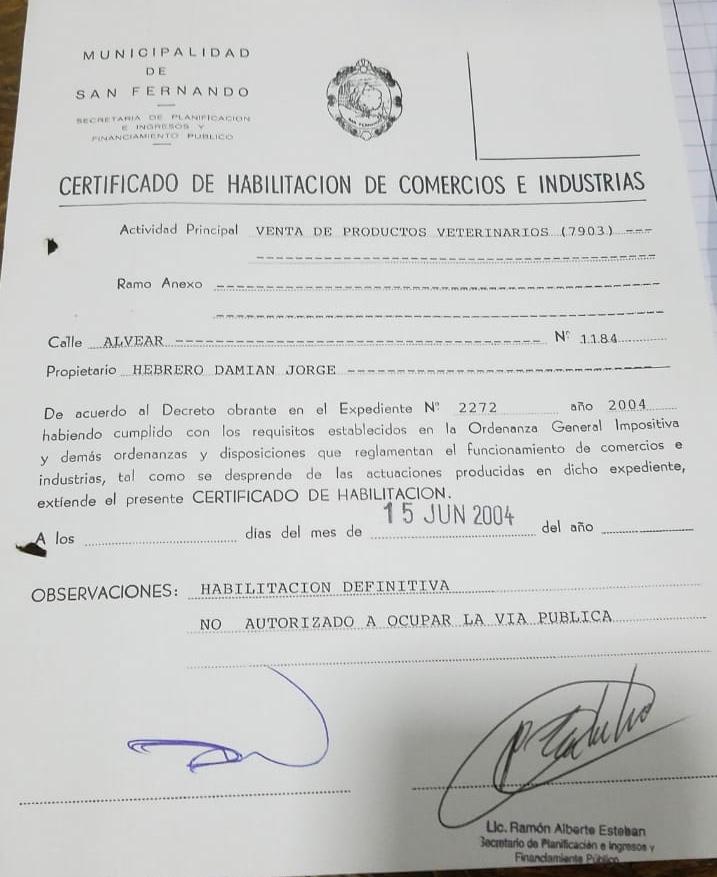 MUNICIPALIDAD
DE
SAN FERNANDO
SECRETARIA DE PLANIFICACION
E INGRESOS Y
FINANCIAMIENTO PUBLICO
CERTIFICADO DE HABILITACION DE COMERCIOS E INDUSTRIAS
Actividad Principal VENTA DE PRODUCTOS VETERINARIOS (7903)
Ramo Anexo
Calle ALVEAR N° 1184
Propietario HEBRERO DAMIAN JORGE
De acuerdo al Decreto obrante en el Expediente N° 2272 año 2004
habiendo cumplido con los requisitos establecidos en la Ordenanza General Impositiva
y demás ordenanzas y disposiciones que reglamentan el funcionamiento de comercios e
industrias, tal como se desprende de las actuaciones producidas en dicho expediente,
extiende el presente CERTIFICADO DE HABILITACION.
15 JUN 2004
A los días del mes de del año
OBSERVACIONES: HABILITACION DEFINITIVA
NO AUTORIZADO A OCUPAR LA VIA PUBLICA
Lic. Ramón Alberto Esteban
Secretario de Planificación e Ingresos y
Financiamiento Público